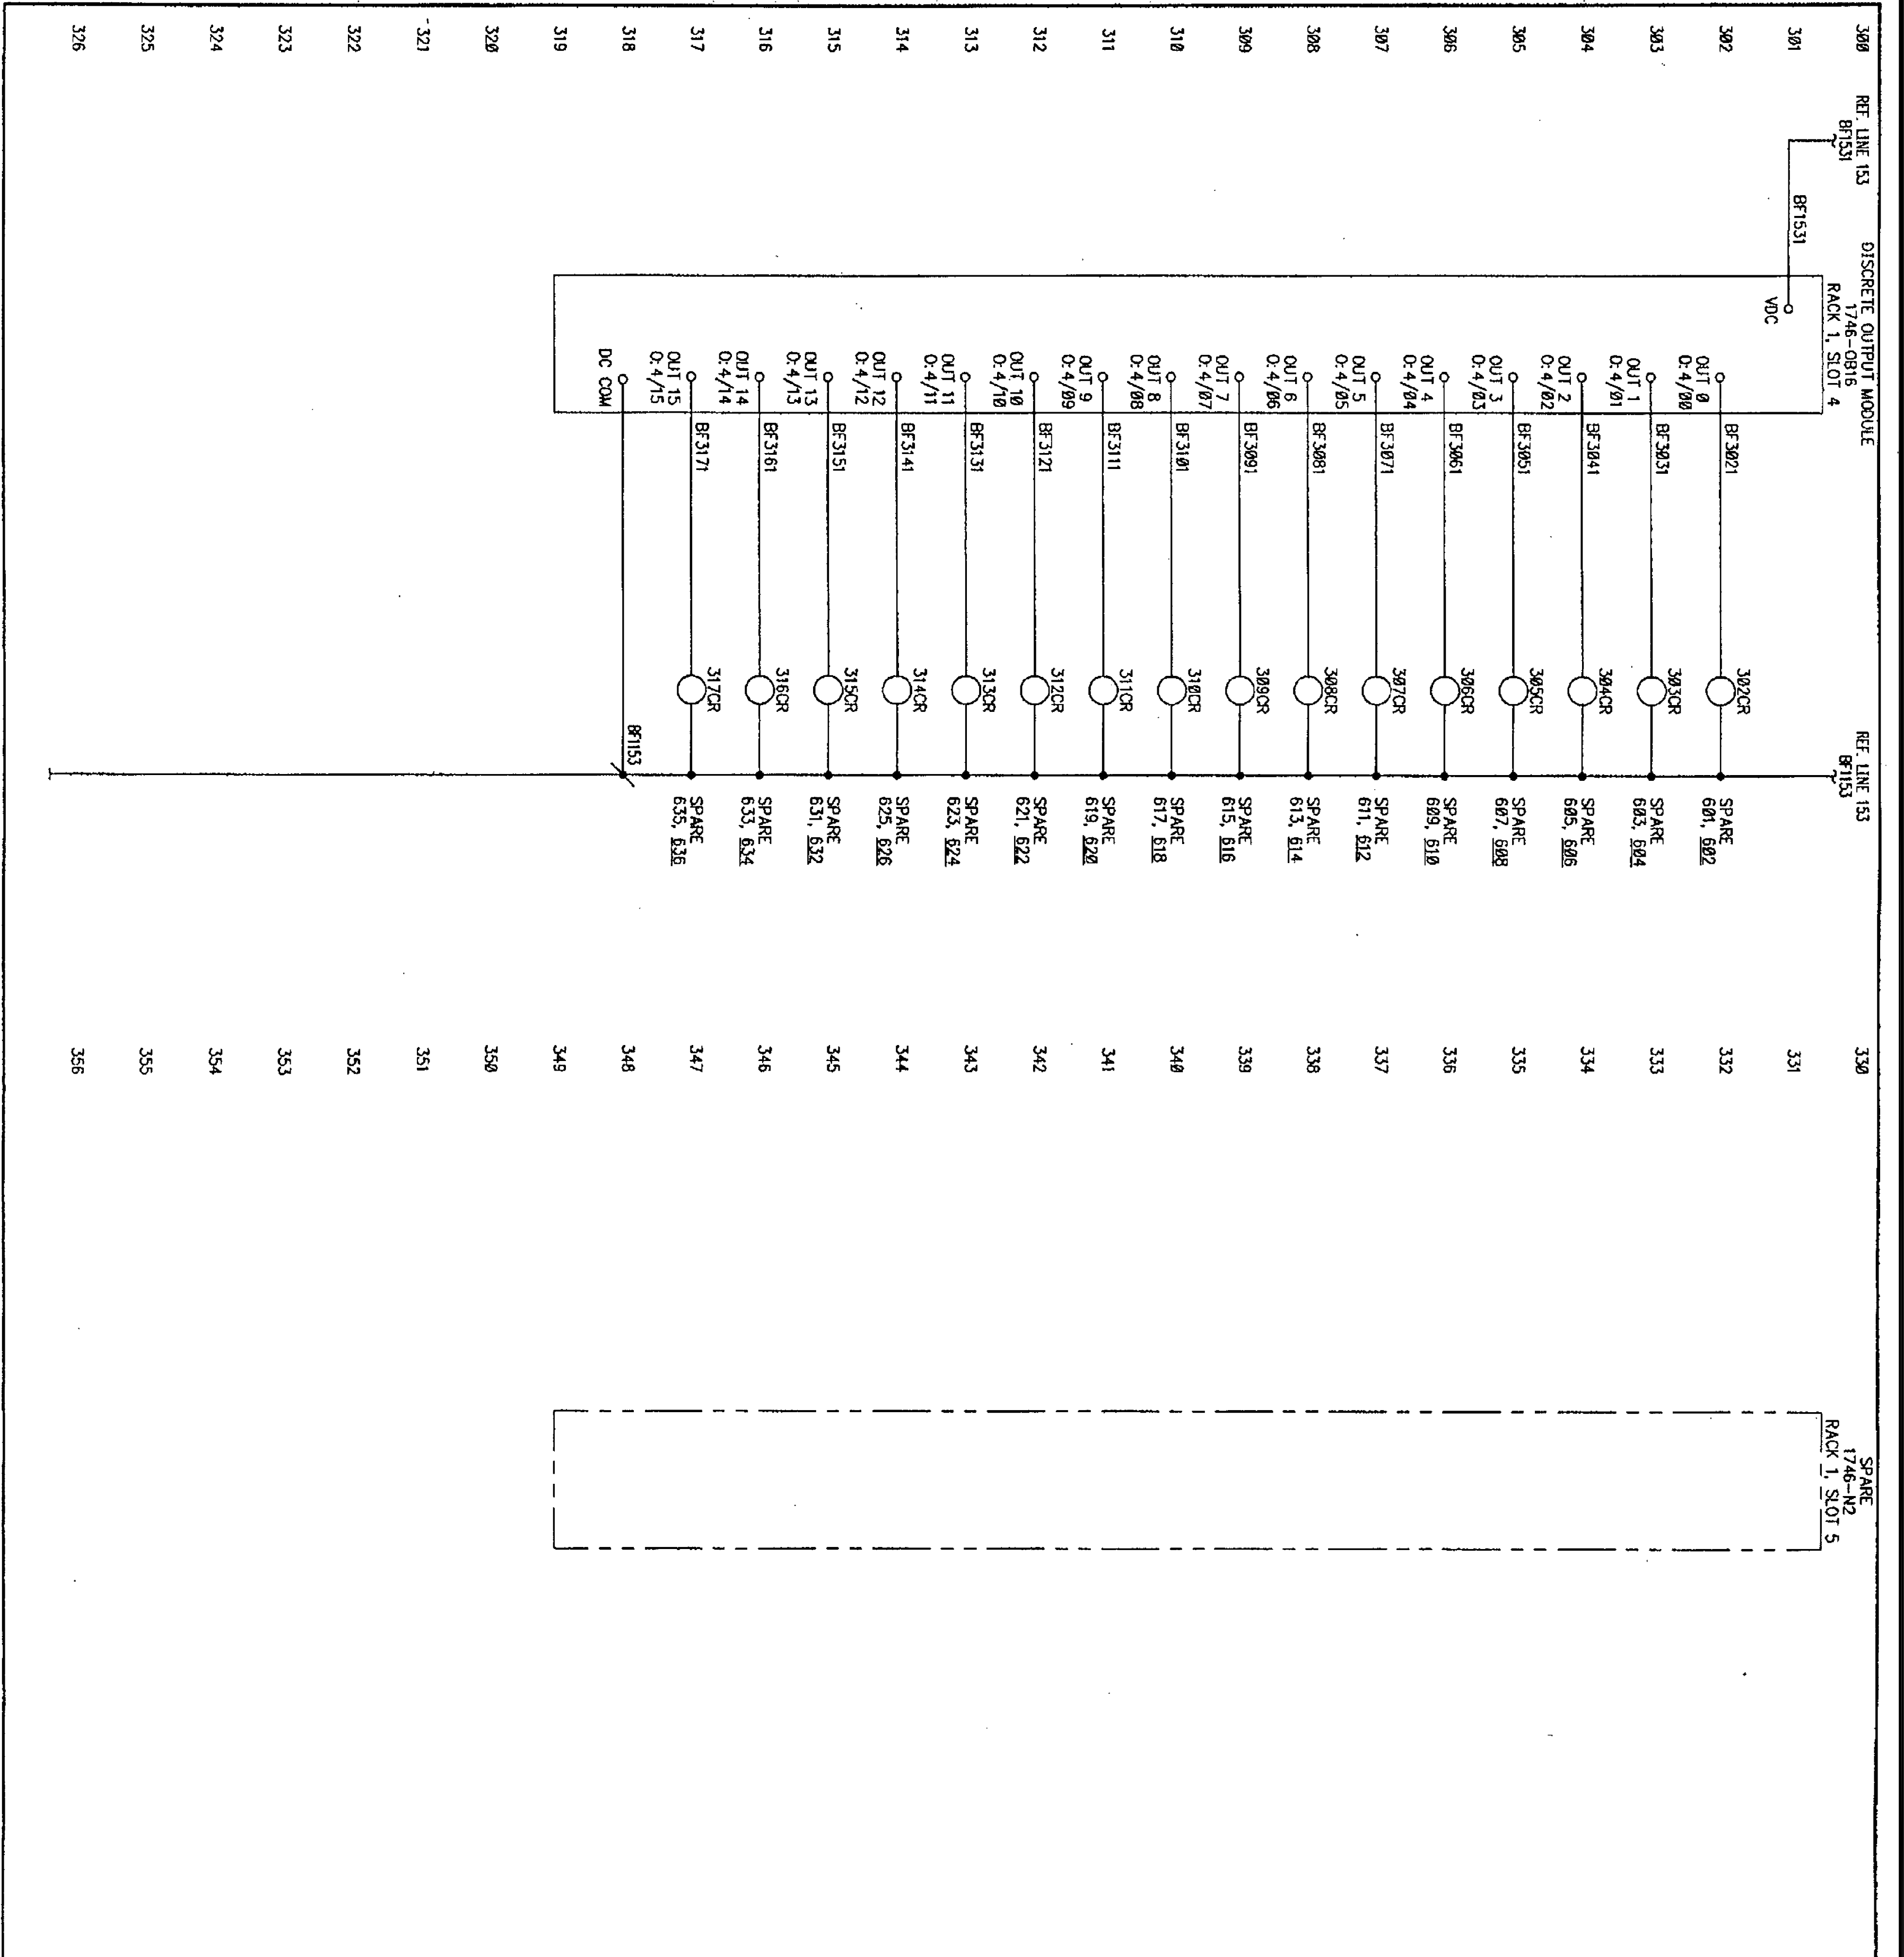 300
REF. LINE 153
BF1531
DISCRETE OUTPUT MODULE
1746-OB16
RACK 1, SLOT 4
REF. LINE 153
BF1153
301
BF1531
VDC
302
OUT 0
O:4/00
BF3021
302CR
SPARE
601, 602
303
OUT 1
O:4/01
BF3031
303CR
SPARE
603, 604
304
OUT 2
O:4/02
BF3041
304CR
SPARE
605, 606
305
OUT 3
O:4/03
BF3051
305CR
SPARE
607, 608
306
OUT 4
O:4/04
BF3061
306CR
SPARE
609, 610
307
OUT 5
O:4/05
BF3071
307CR
SPARE
611, 612
308
OUT 6
O:4/06
BF3081
308CR
SPARE
613, 614
309
OUT 7
O:4/07
BF3091
309CR
SPARE
615, 616
310
OUT 8
O:4/08
BF3101
310CR
SPARE
617, 618
311
OUT 9
O:4/09
BF3111
311CR
SPARE
619, 620
312
OUT 10
O:4/10
BF3121
312CR
SPARE
621, 622
313
OUT 11
O:4/11
BF3131
313CR
SPARE
623, 624
314
OUT 12
O:4/12
BF3141
314CR
SPARE
625, 626
315
OUT 13
O:4/13
BF3151
315CR
SPARE
631, 632
316
OUT 14
O:4/14
BF3161
316CR
SPARE
633, 634
317
OUT 15
O:4/15
BF3171
317CR
SPARE
635, 636
318
DC COM
BF1153
319
320
321
322
323
324
325
326
330
SPARE
1746-N2
RACK 1, SLOT 5
331
332
333
334
335
336
337
338
339
340
341
342
343
344
345
346
347
348
349
350
351
352
353
354
355
356